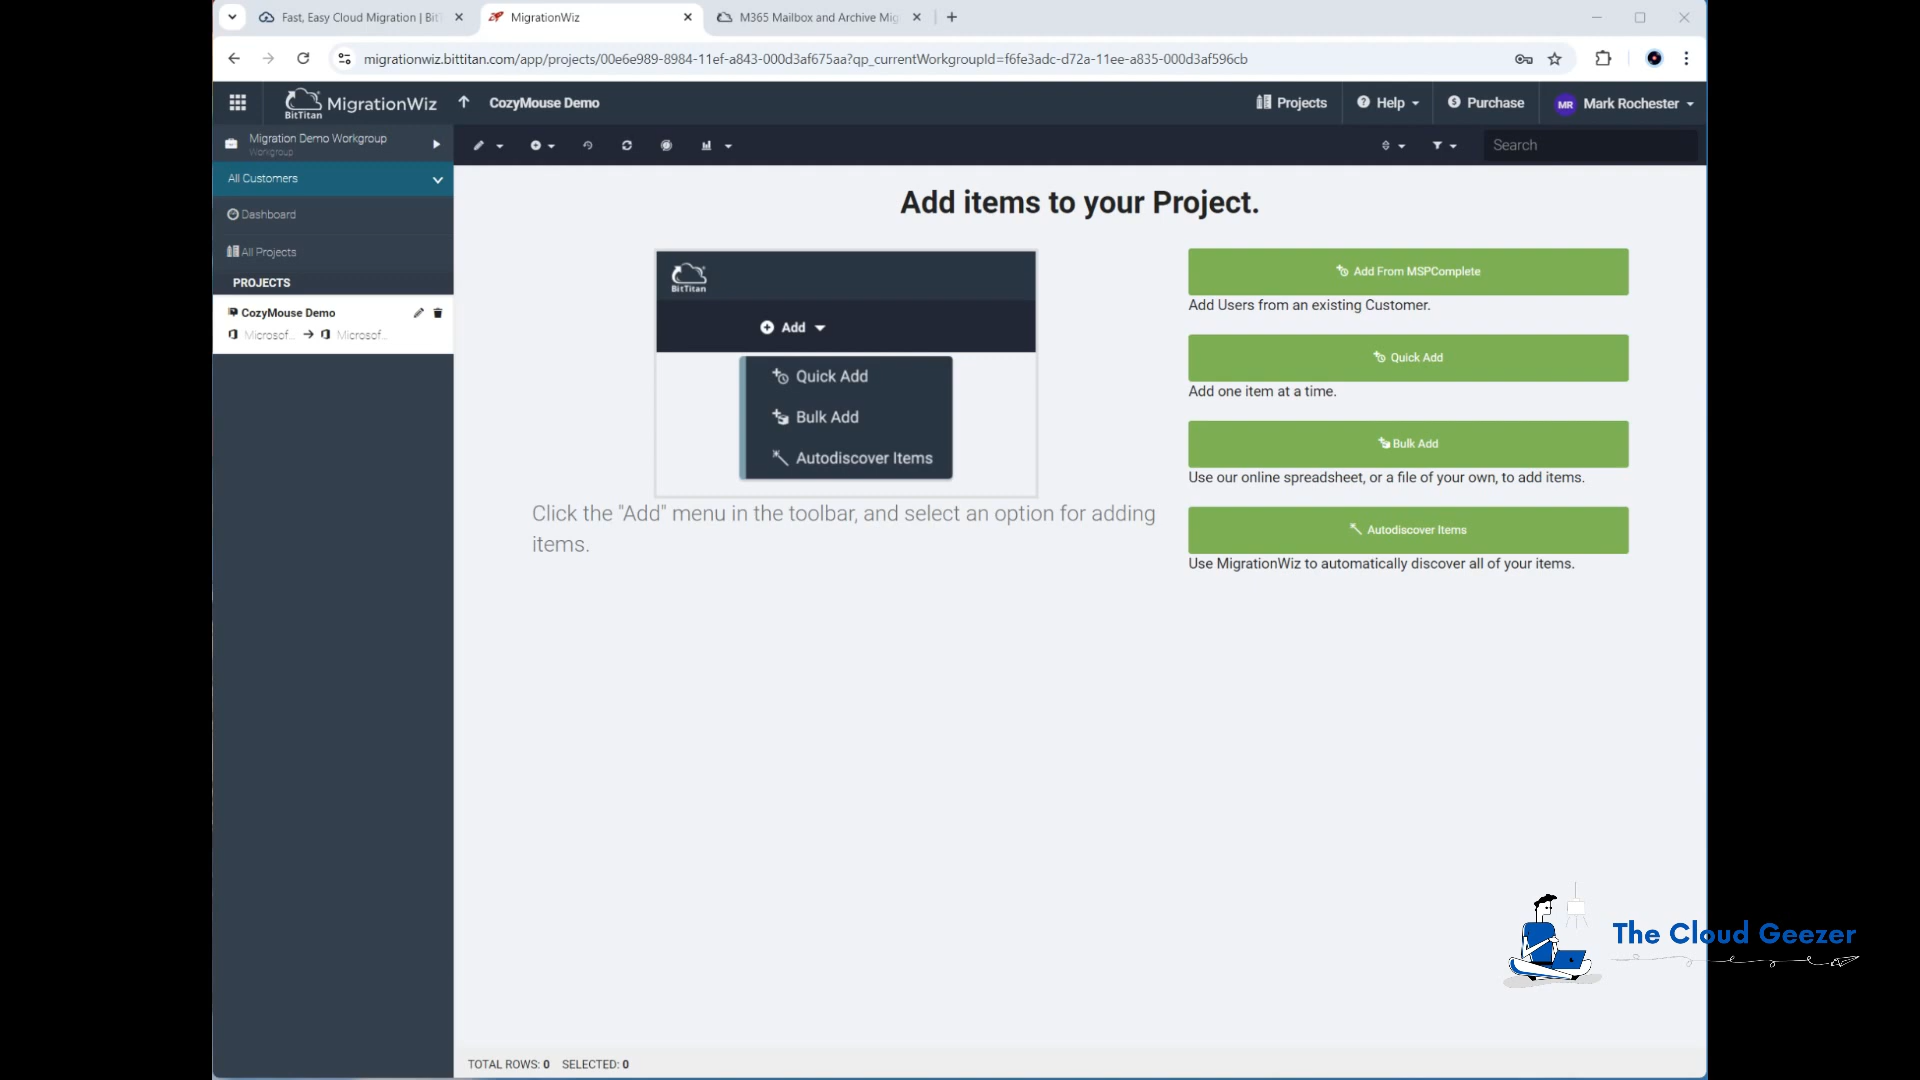 Fast, Easy Cloud Migration | Bit
MigrationWiz
M365 Mailbox and Archive Mig
migrationwiz.bittitan.com/app/projects/00e6e989-8984-11ef-a843-000d3af675aa?qp_currentWorkgroupId=f6fe3adc-d72a-11ee-a835-000d3af596cb
BitTitan
MigrationWiz
CozyMouse Demo
Projects
Help
Purchase
MR
Mark Rochester
Migration Demo Workgroup
Workgroup
Search
All Customers
Dashboard
All Projects
PROJECTS
CozyMouse Demo
Microsof...
Microsof...
Add items to your Project.
BitTitan
Add
Quick Add
Bulk Add
Autodiscover Items
Click the "Add" menu in the toolbar, and select an option for adding
items.
Add From MSPComplete
Add Users from an existing Customer.
Quick Add
Add one item at a time.
Bulk Add
Use our online spreadsheet, or a file of your own, to add items.
Autodiscover Items
Use MigrationWiz to automatically discover all of your items.
The Cloud Geezer
TOTAL ROWS: 0 SELECTED: 0